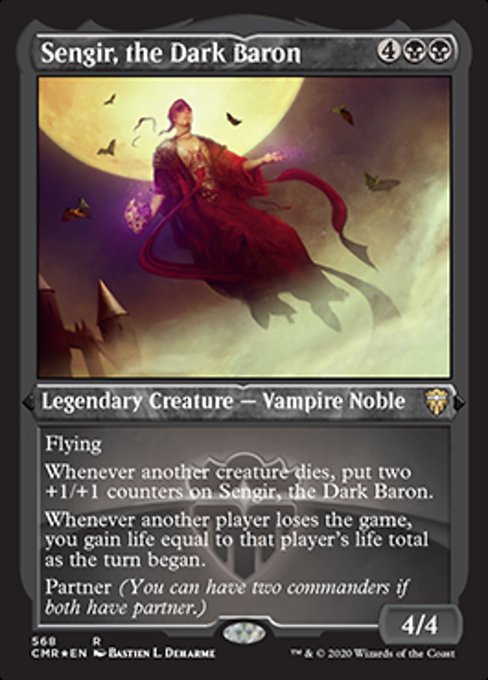 Sengir, the Dark Baron 4
Legendary Creature — Vampire Noble
Flying
Whenever another creature dies, put two
+1/+1 counters on Sengir, the Dark Baron.
Whenever another player loses the game,
you gain life equal to that player's life total
as the turn began.
Partner (You can have two commanders if
both have partner.)
4/4
568 R
CMR★EN Bastien L. Deharme
™ & © 2020 Wizards of the Coast